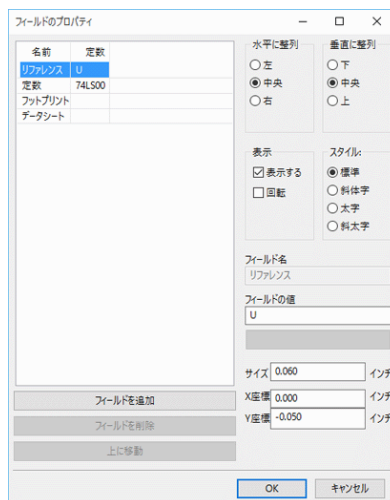 フィールドのプロパティ
名前 定数
リファレンス U
定数 74LS00
フットプリント
データシート
フィールドを追加
フィールドを削除
上に移動
水平に整列
左
中央
右
垂直に整列
下
中央
上
表示
表示する
回転
スタイル:
標準
斜体字
太字
斜太字
フィールド名
リファレンス
フィールドの値
U
サイズ 0.060 インチ
X座標 0.000 インチ
Y座標 -0.050 インチ
OK キャンセル